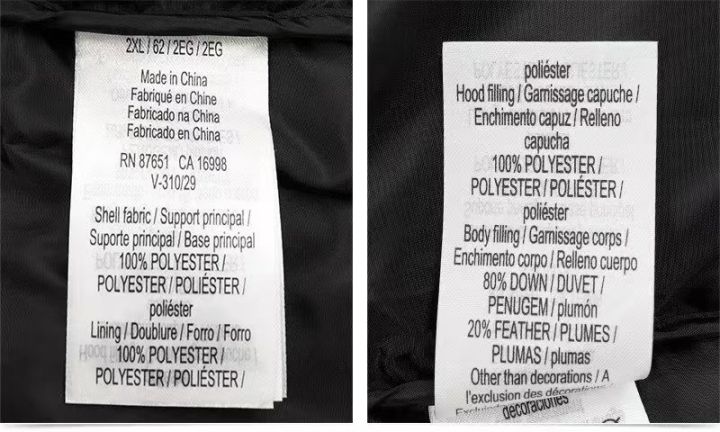 2XL / 62 / 2EG / 2EG
Made in China
Fabriqué en Chine
Fabricado na China
Fabricado en China
RN 87651 CA 16998
V-310/29
Shell fabric / Support principal /
Suporte principal / Base principal
100% POLYESTER /
POLYESTER / POLIÉSTER /
poliéster
Lining / Doublure / Forro / Forro
100% POLYESTER /
POLYESTER / POLIÉSTER /
poliéster
Hood filling / Garnissage capuche /
Enchimento capuz / Relleno
capucha
100% POLYESTER /
POLYESTER / POLIÉSTER /
poliéster
Body filling / Garnissage corps /
Enchimento corpo / Relleno cuerpo
80% DOWN / DUVET /
PENUGEM / plumón
20% FEATHER / PLUMES /
PLUMAS / plumas
Other than decorations / A
l'exclusion des décorations
decoraciones